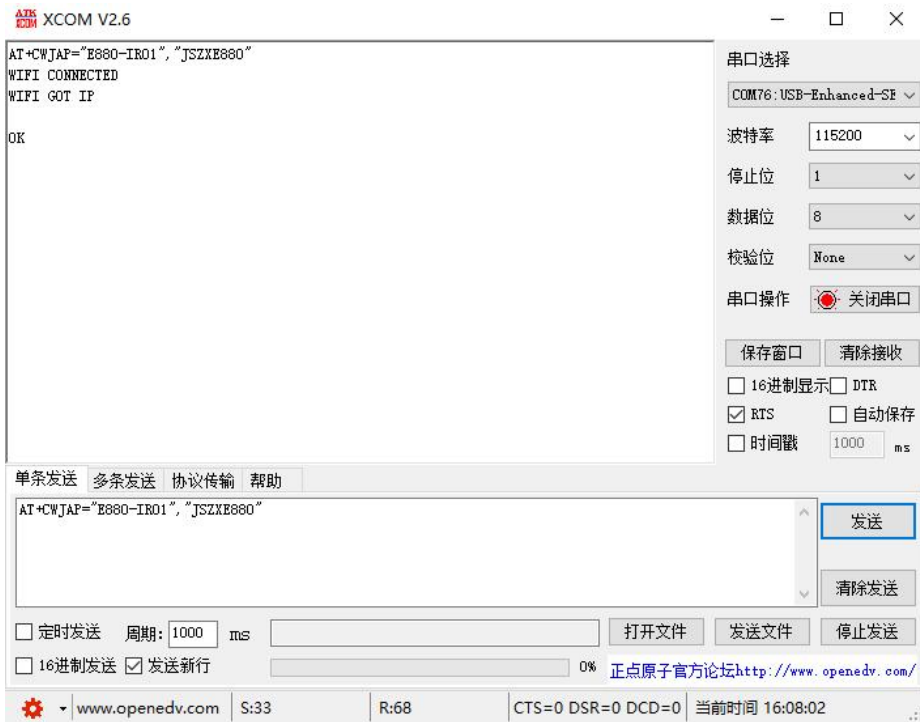 ATK XCOM XCOM V2.6
AT+CWJAP="E880-IR01","JSZXE880"
WIFI CONNECTED
WIFI GOT IP
OK
串口选择
COM76:USB-Enhanced-SE
波特率 115200
停止位 1
数据位 8
校验位 None
串口操作 关闭串口
保存窗口 清除接收
16进制显示 DTR
RTS 自动保存
时间戳 1000 ms
单条发送 多条发送 协议传输 帮助
AT+CWJAP="E880-IR01","JSZXE880"
发送
清除发送
定时发送 周期: 1000 ms 打开文件 发送文件 停止发送
16进制发送 发送新行 0% 正点原子官方论坛http://www.openedv.com/
www.openedv.com S:33 R:68 CTS=0 DSR=0 DCD=0 当前时间 16:08:02